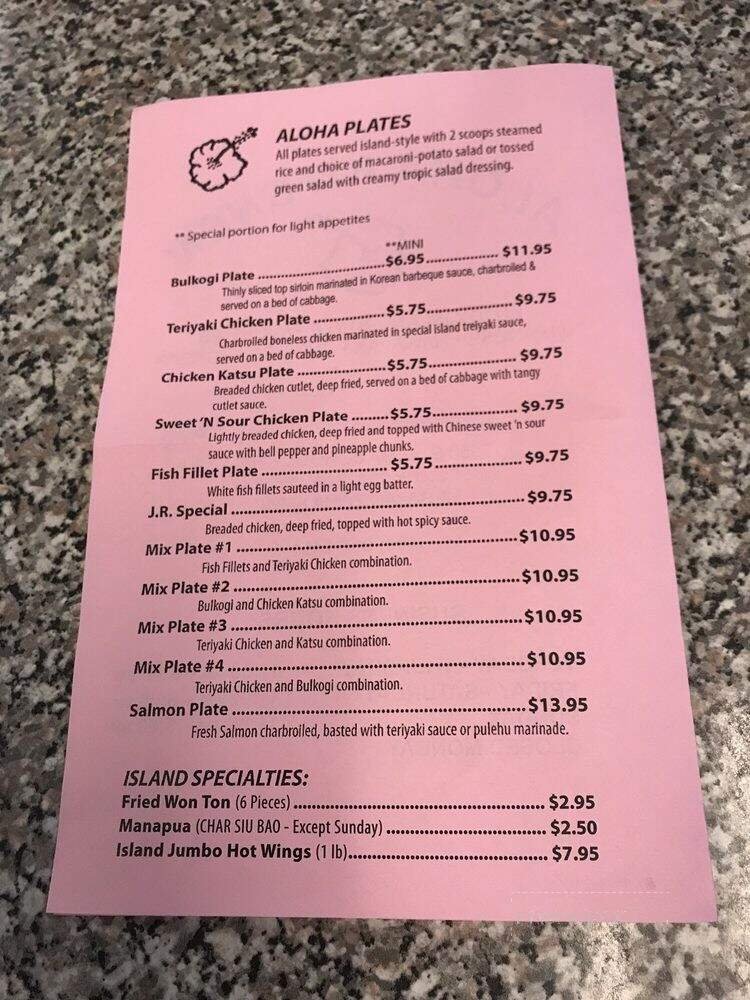 ALOHA PLATES
All plates served island-style with 2 scoops steamed
rice and choice of macaroni-potato salad or tossed
green salad with creamy tropic salad dressing.
** Special portion for light appetites
**MINI
Bulkogi Plate ................................$6.95.................. $11.95
Thinly sliced top sirloin marinated in Korean barbeque sauce, charbroiled &
served on a bed of cabbage.
Teriyaki Chicken Plate .................$5.75......................$9.75
Charbroiled boneless chicken marinated in special Island treiyaki sauce,
served on a bed of cabbage.
Chicken Katsu Plate .....................$5.75...................... $9.75
Breaded chicken cutlet, deep fried, served on a bed of cabbage with tangy
cutlet sauce.
Sweet 'N Sour Chicken Plate .........$5.75..................... $9.75
Lightly breaded chicken, deep fried and topped with Chinese sweet 'n sour
sauce with bell pepper and pineapple chunks.
Fish Fillet Plate .............................. $5.75..................... $9.75
White fish fillets sauteed in a light egg batter.
J.R. Special ....................................................................... $9.75
Breaded chicken, deep fried, topped with hot spicy sauce.
Mix Plate #1 ....................................................................$10.95
Fish Fillets and Teriyaki Chicken combination.
Mix Plate #2 ....................................................................$10.95
Bulkogi and Chicken Katsu combination.
Mix Plate #3 ....................................................................$10.95
Teriyaki Chicken and Katsu combination.
Mix Plate #4 ....................................................................$10.95
Teriyaki Chicken and Bulkogi combination.
Salmon Plate ...................................................................$13.95
Fresh Salmon charbroiled, basted with teriyaki sauce or pulehu marinade.
ISLAND SPECIALTIES:
Fried Won Ton (6 Pieces) ......................................................... $2.95
Manapua (CHAR SIU BAO - Except Sunday) .................................... $2.50
Island Jumbo Hot Wings (1 lb)............................................. $7.95